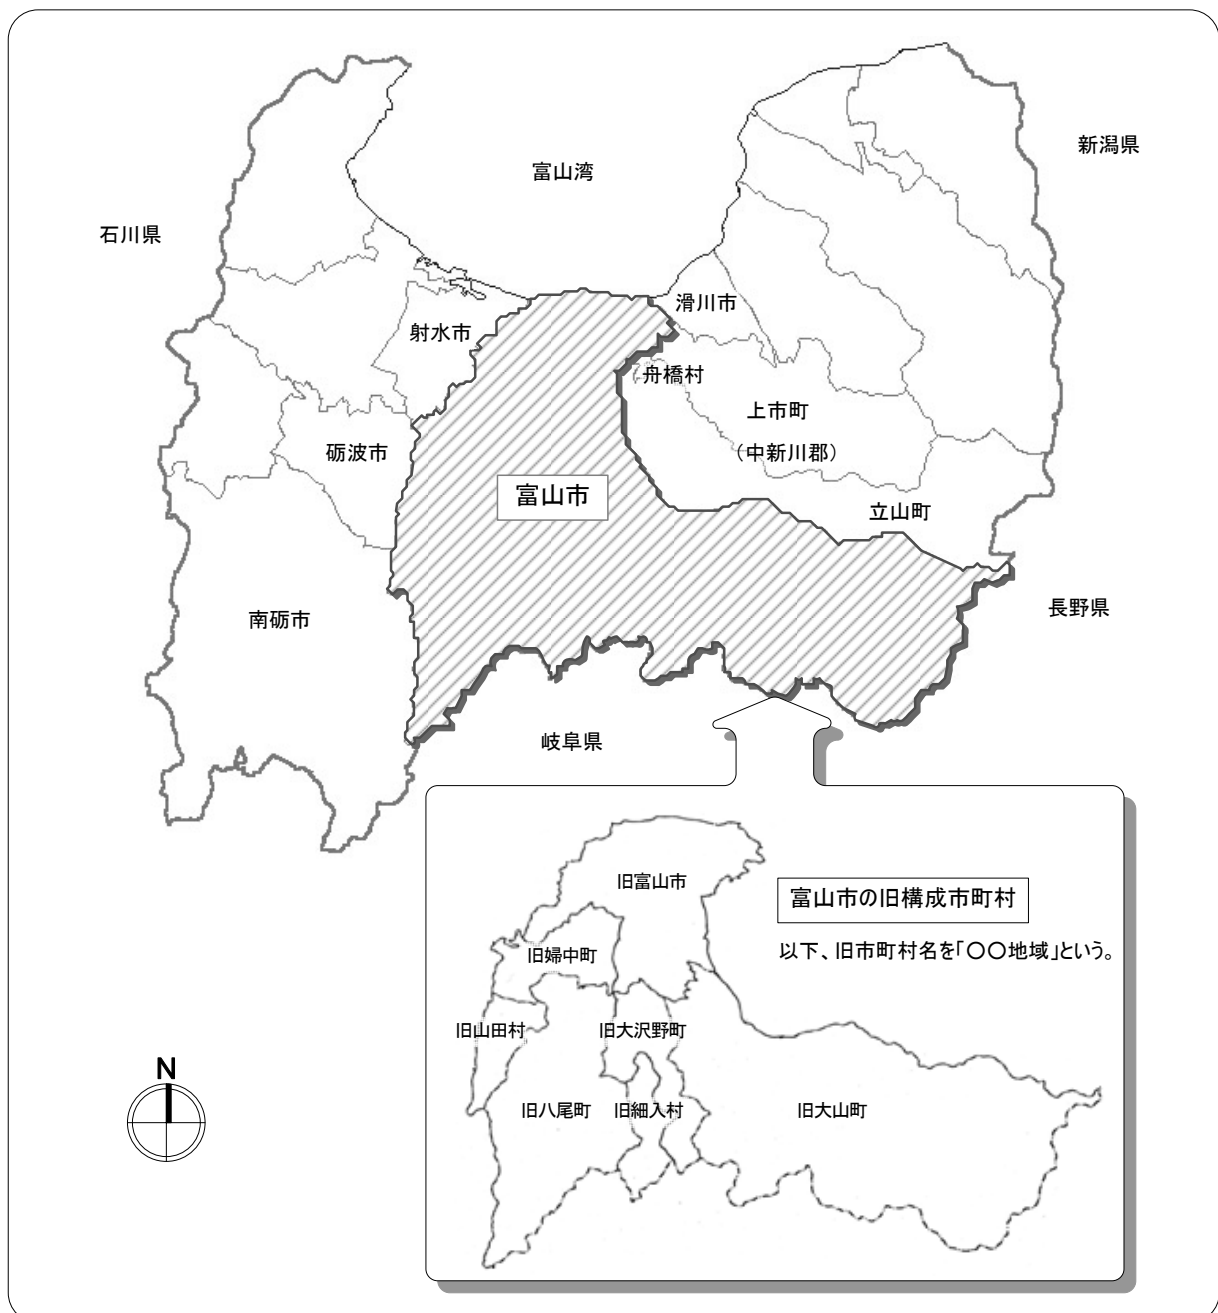 新潟県
富山湾
石川県
滑川市
射水市
舟橋村
上市町
(中新川郡)
砺波市
富山市
立山町
長野県
南砺市
岐阜県
旧富山市
富山市の旧構成市町村
以下、旧市町村名を「〇〇地域」という。
旧婦中町
旧山田村
旧大沢野町
旧八尾町
旧細入村
旧大山町
N